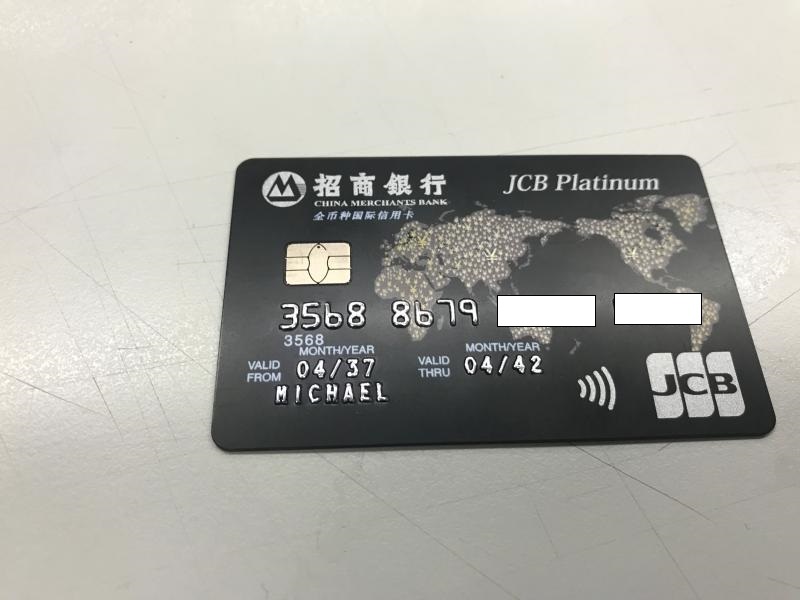 招商银行 JCB Platinum
CHINA MERCHANTS BANK
全币种国际信用卡
3568 8679
3568
MONTH/YEAR MONTH/YEAR
VALID FROM 04/37 VALID THRU 04/42
MICHAEL
JCB